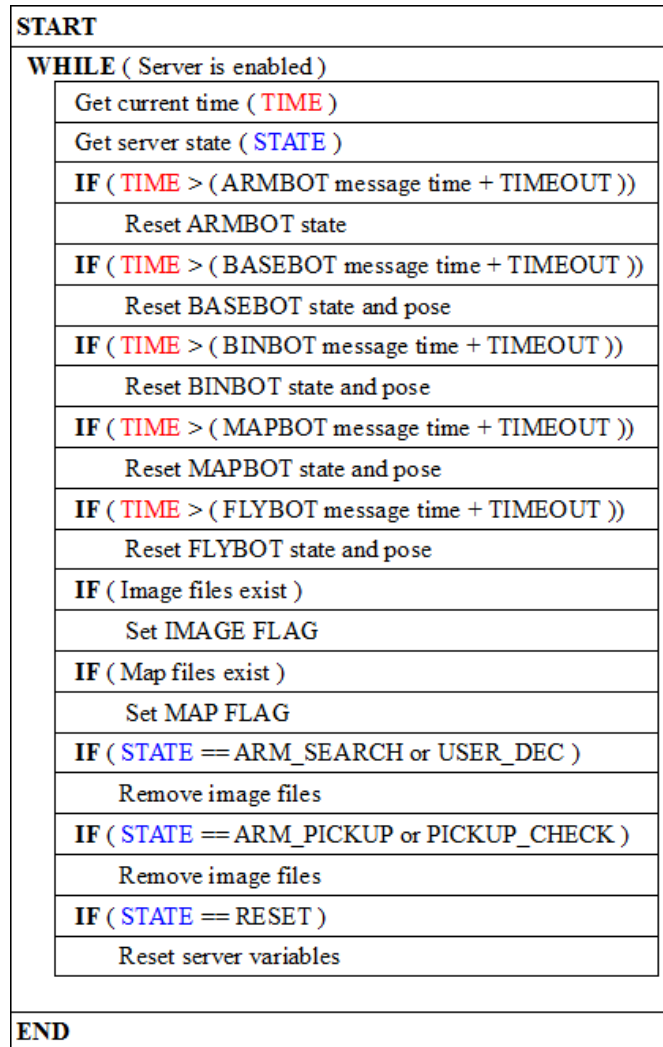 START
WHILE ( Server is enabled )
Get current time ( TIME )
Get server state ( STATE )
IF ( TIME > ( ARMBOT message time + TIMEOUT ))
Reset ARMBOT state
IF ( TIME > ( BASEBOT message time + TIMEOUT ))
Reset BASEBOT state and pose
IF ( TIME > ( BINBOT message time + TIMEOUT ))
Reset BINBOT state and pose
IF ( TIME > ( MAPBOT message time + TIMEOUT ))
Reset MAPBOT state and pose
IF ( TIME > ( FLYBOT message time + TIMEOUT ))
Reset FLYBOT state and pose
IF ( Image files exist )
Set IMAGE FLAG
IF ( Map files exist )
Set MAP FLAG
IF ( STATE == ARM_SEARCH or USER_DEC )
Remove image files
IF ( STATE == ARM_PICKUP or PICKUP_CHECK )
Remove image files
IF ( STATE == RESET )
Reset server variables
END